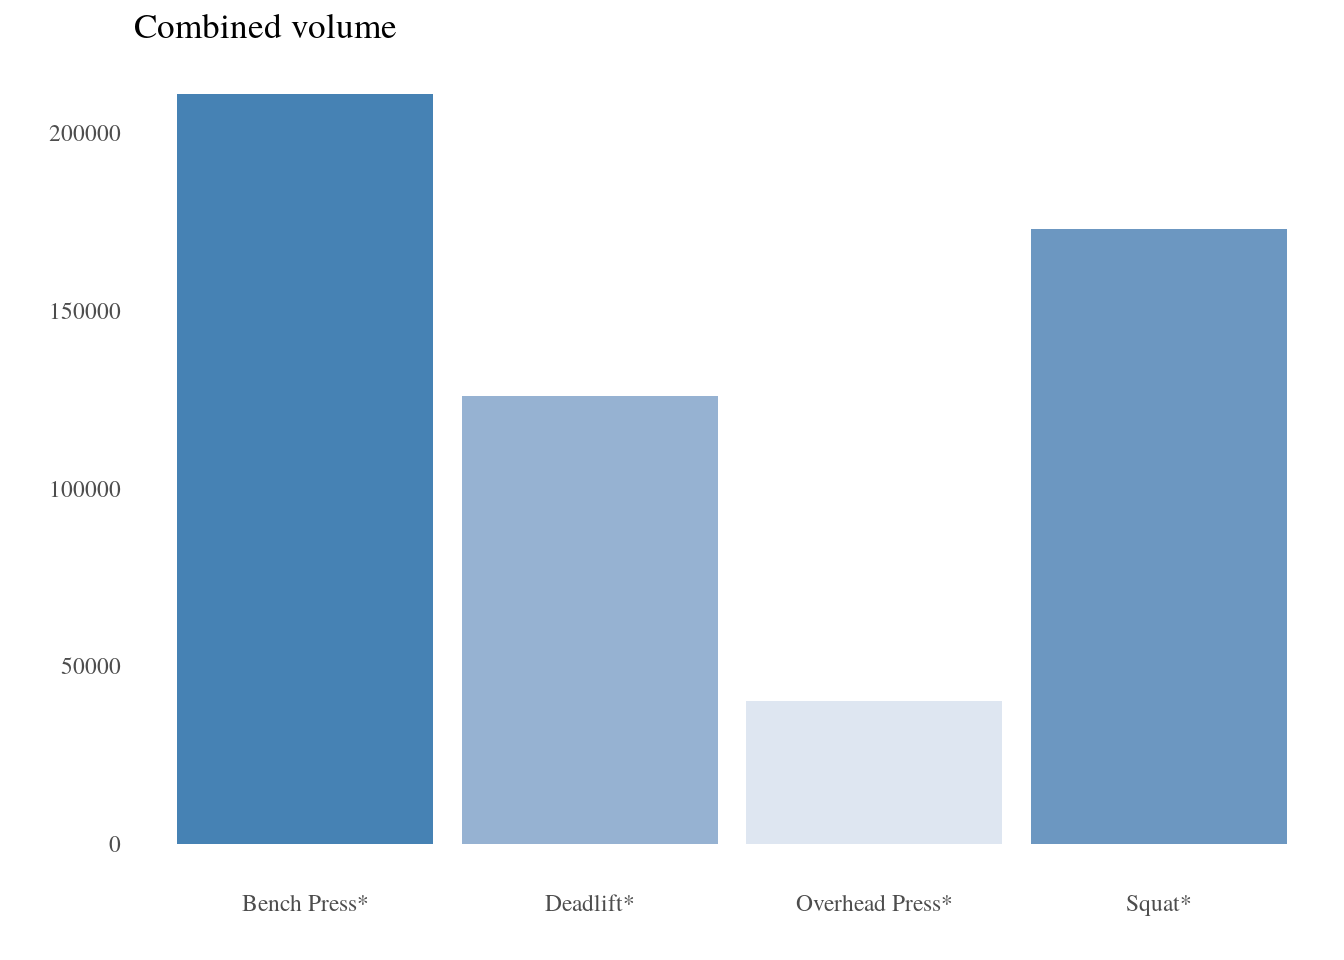 Combined volume
200000
150000
100000
50000
0
Bench Press*
Deadlift*
Overhead Press*
Squat*